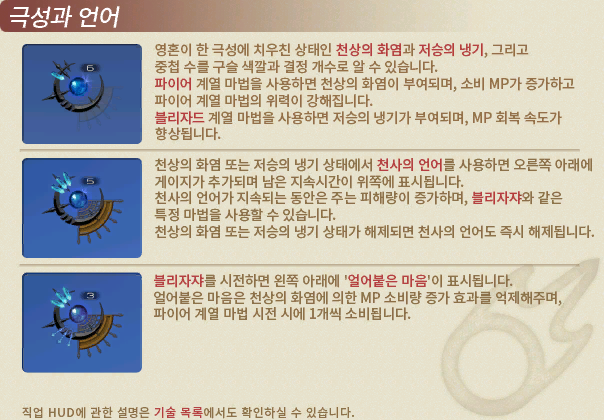 극성과 언어
6
영혼이 한 극성에 치우친 상태인 천상의 화염과 저승의 냉기, 그리고
중첩 수를 구슬 색깔과 결정 개수로 알 수 있습니다.
파이어 계열 마법을 사용하면 천상의 화염이 부여되며, 소비 MP가 증가하고
파이어 계열 마법의 위력이 강해집니다.
블리자드 계열 마법을 사용하면 저승의 냉기가 부여되며, MP 회복 속도가
향상됩니다.
5
천상의 화염 또는 저승의 냉기 상태에서 천사의 언어를 사용하면 오른쪽 아래에
게이지가 추가되며 남은 지속시간이 위쪽에 표시됩니다.
천사의 언어가 지속되는 동안은 주는 피해량이 증가하며, 블리자쟈와 같은
특정 마법을 사용할 수 있습니다.
천상의 화염 또는 저승의 냉기 상태가 해제되면 천사의 언어도 즉시 해제됩니다.
3
블리자쟈를 시전하면 왼쪽 아래에 '얼어붙은 마음'이 표시됩니다.
얼어붙은 마음은 천상의 화염에 의한 MP 소비량 증가 효과를 억제해주며,
파이어 계열 마법 시전 시에 1개씩 소비됩니다.
직업 HUD에 관한 설명은 기술 목록에서도 확인하실 수 있습니다.